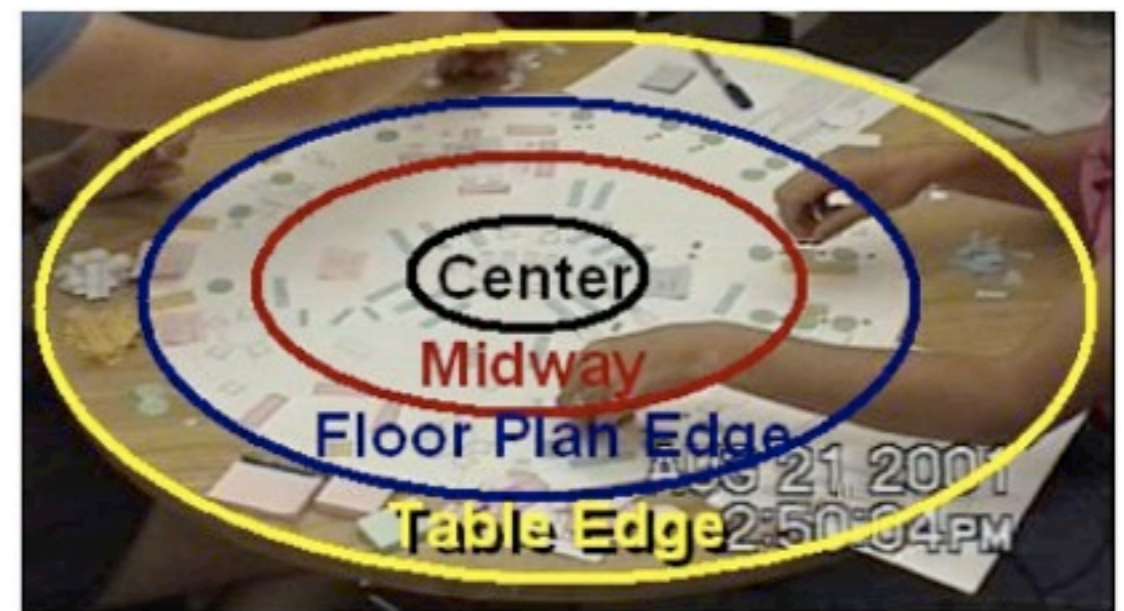 Center
Midway
Floor Plan Edge
AUG 21 2001
Table Edge
2:50:04PM